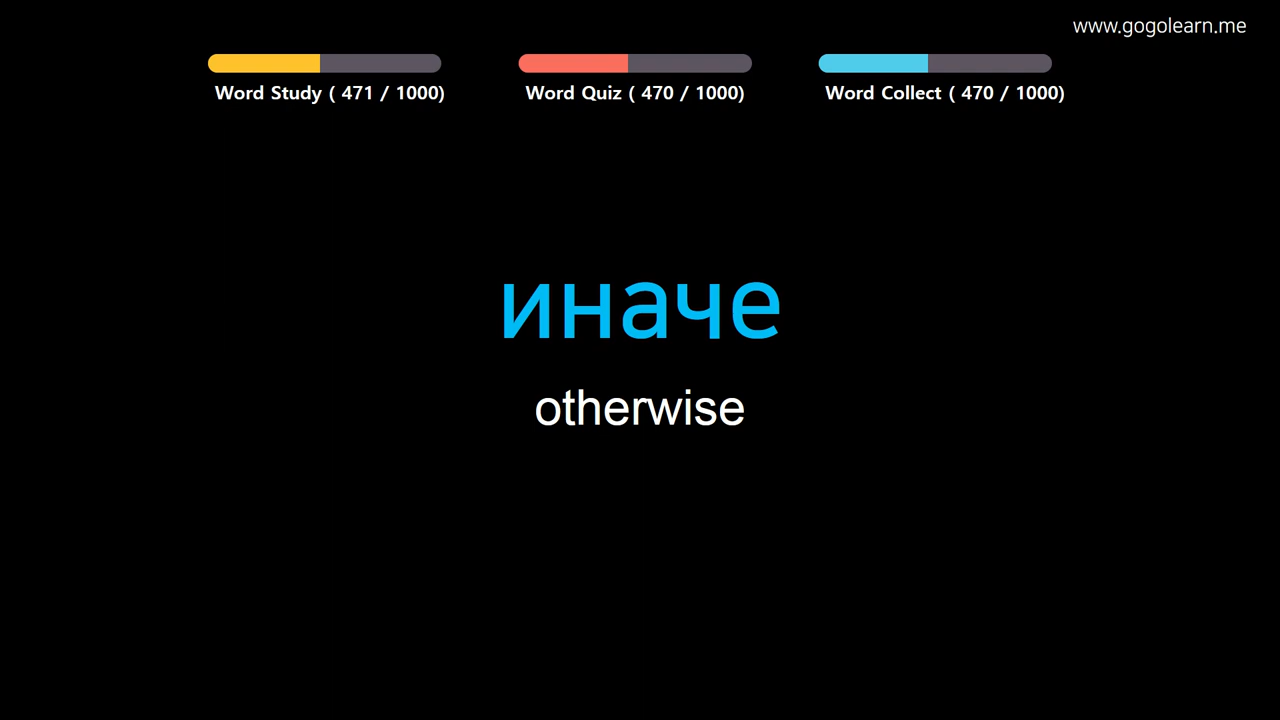 www.gogolearn.me
Word Study ( 471 / 1000)
Word Quiz ( 470 / 1000)
Word Collect ( 470 / 1000)
иначе
otherwise